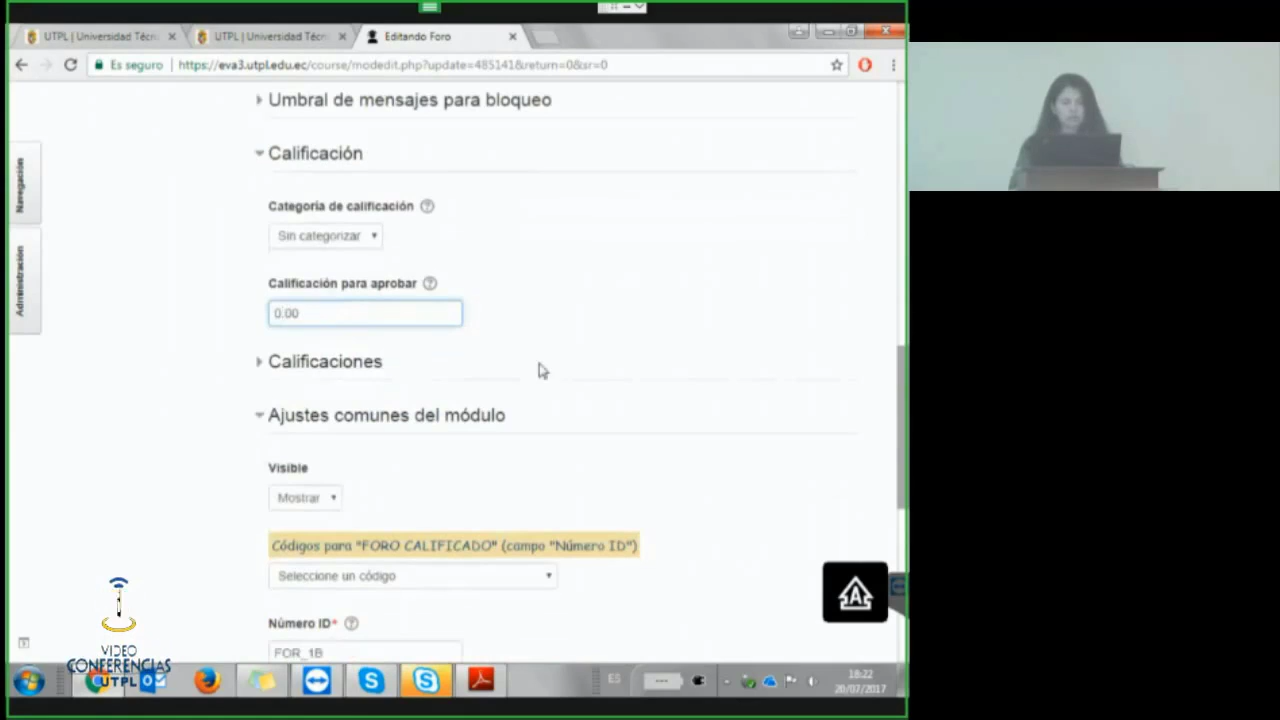 UTPL | Universidad Técni
UTPL | Universidad Técni
Editando Foro
Es seguro
https://eva3.utpl.edu.ec/course/modedit.php?update=485141&return=0&sr=0
Umbral de mensajes para bloqueo
Navegación
Calificación
Categoría de calificación
Sin categorizar
Administración
Calificación para aprobar
0.00
Calificaciones
Ajustes comunes del módulo
Visible
Mostrar
Códigos para "FORO CALIFICADO" (campo "Número ID")
Seleccione un código
A
Número ID*
FOR_1B
VIDEO
CONFERENCIAS
UTPL
ES
18:22
20/07/2017